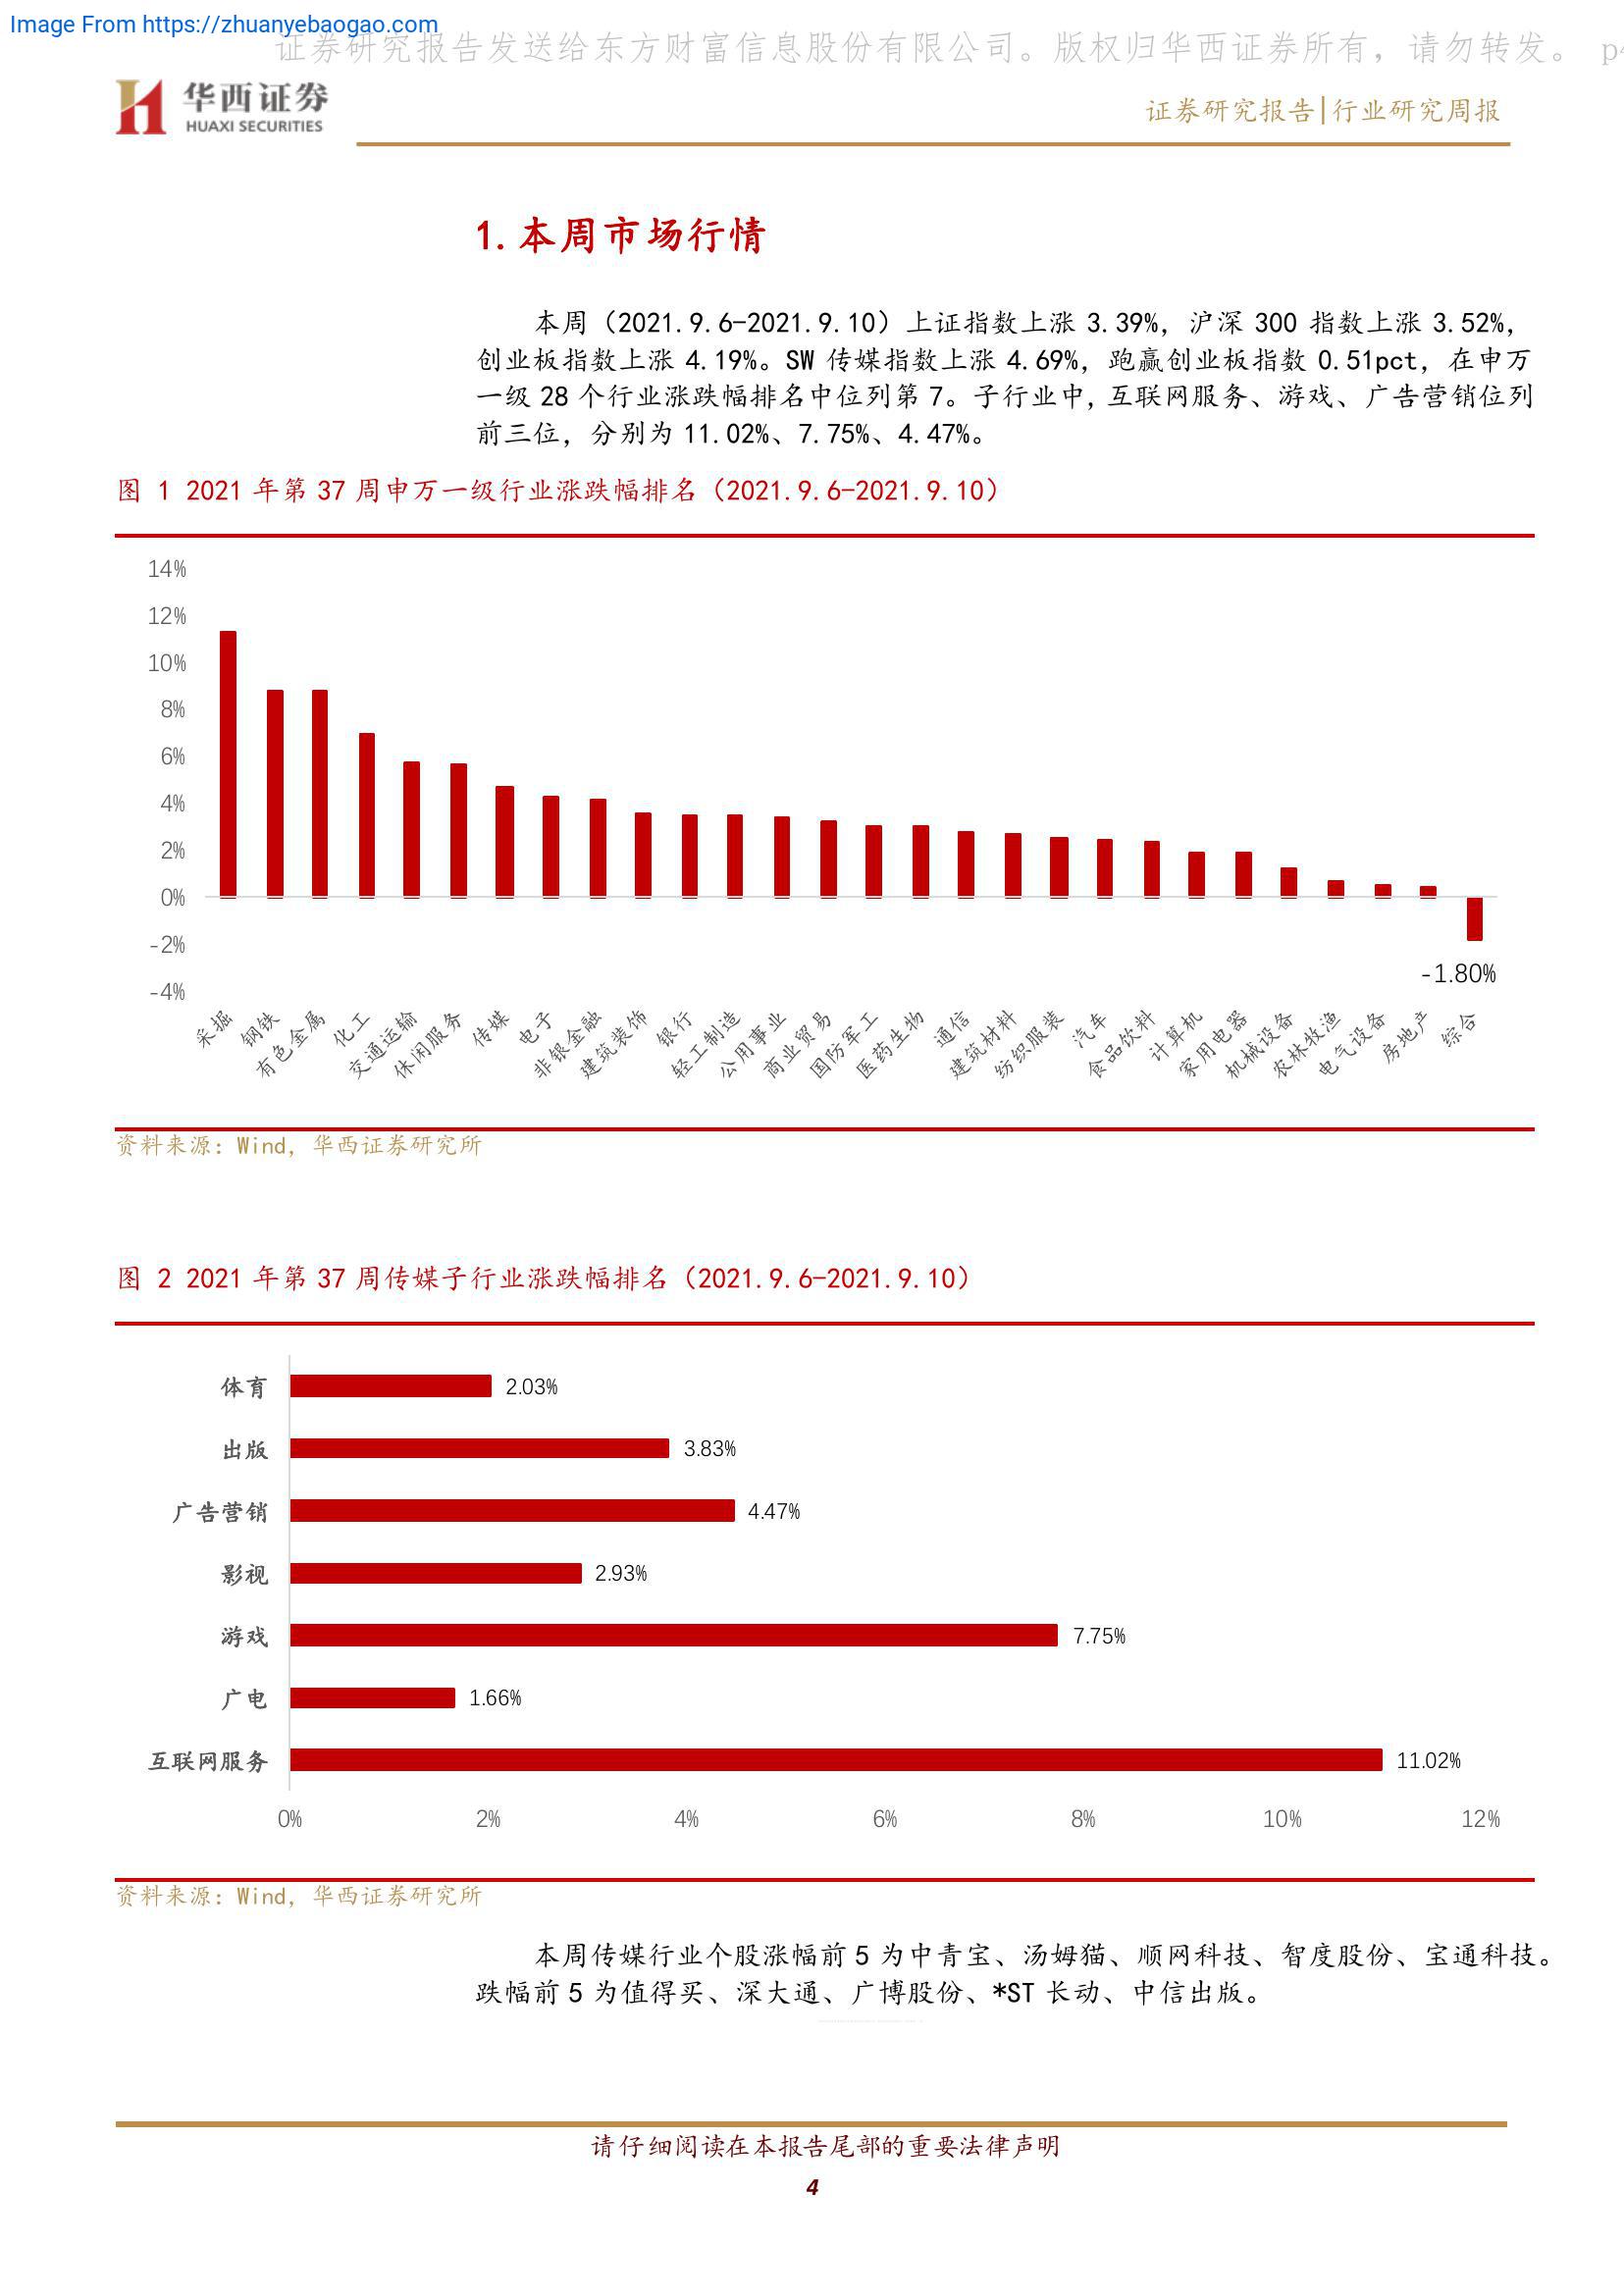 Image From https://zhuanyebaogao.com
证券研究报告发送给东方财富信息股份有限公司。版权归华西证券所有，请勿转发。 p4
华西证券
HUAXI SECURITIES
证券研究报告|行业研究周报
1.本周市场行情
本周（2021.9.6-2021.9.10）上证指数上涨 3.39%，沪深 300 指数上涨 3.52%，
创业板指数上涨 4.19%。SW 传媒指数上涨 4.69%，跑赢创业板指数 0.51pct，在申万
一级 28 个行业涨跌幅排名中位列第 7。子行业中，互联网服务、游戏、广告营销位列
前三位，分别为 11.02%、7.75%、4.47%。
图 1 2021 年第 37 周申万一级行业涨跌幅排名（2021.9.6-2021.9.10）
14%
12%
10%
8%
6%
4%
2%
0%
-2%
-4%
-1.80%
采掘 钢铁 有色金属 化工 交通运输 休闲服务 传媒 电子 非银金融 建筑装饰 银行 轻工制造 公用事业 商业贸易 国防军工 医药生物 通信 建筑材料 纺织服装 汽车 食品饮料 计算机 家用电器 机械设备 农林牧渔 电气设备 房地产 综合
资料来源：Wind，华西证券研究所
图 2 2021 年第 37 周传媒子行业涨跌幅排名（2021.9.6-2021.9.10）
体育 2.03%
出版 3.83%
广告营销 4.47%
影视 2.93%
游戏 7.75%
广电 1.66%
互联网服务 11.02%
0% 2% 4% 6% 8% 10% 12%
资料来源：Wind，华西证券研究所
本周传媒行业个股涨幅前 5 为中青宝、汤姆猫、顺网科技、智度股份、宝通科技。
跌幅前 5 为值得买、深大通、广博股份、*ST 长动、中信出版。
请仔细阅读在本报告尾部的重要法律声明
4